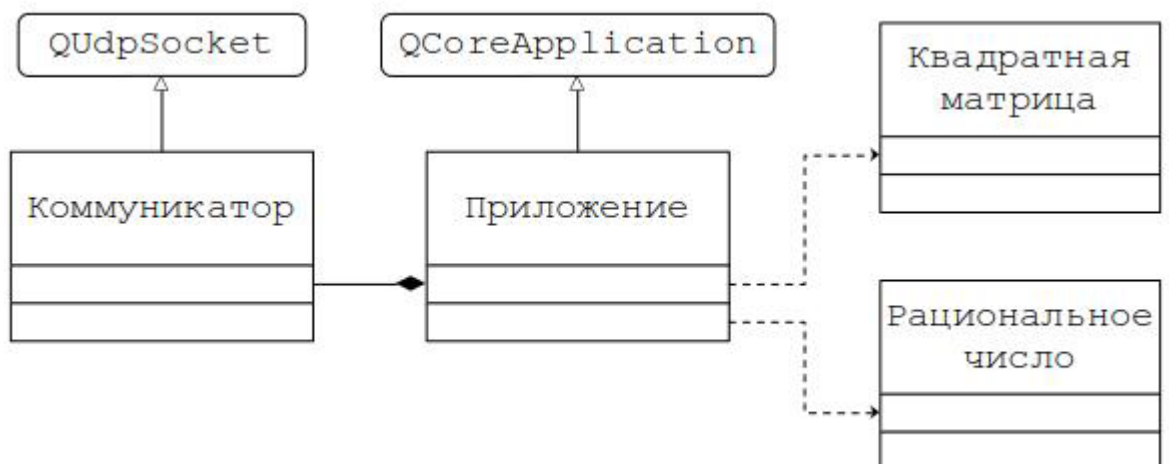 QUdpSocket
QCoreApplication
Квадратная
матрица
Коммуникатор
Приложение
Рациональное
число